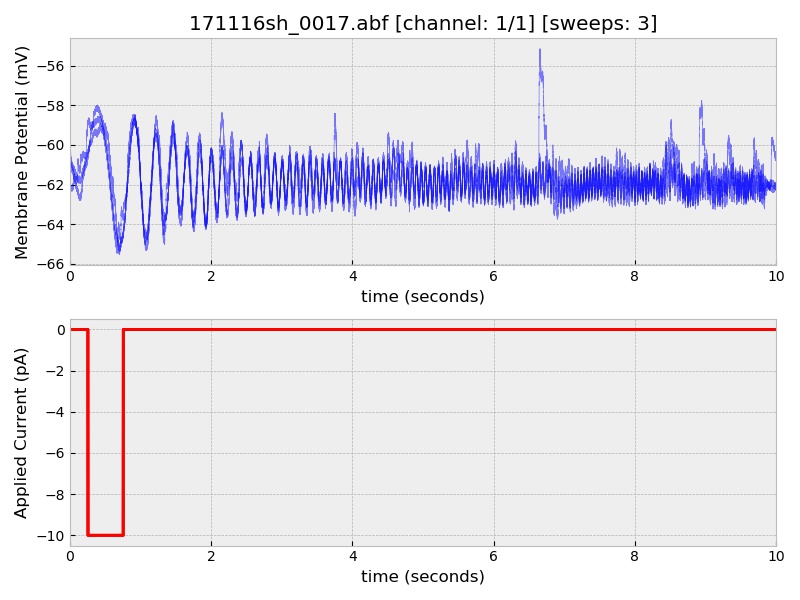 171116sh_0017.abf [channel: 1/1] [sweeps: 3]
Membrane Potential (mV)
−56
−58
−60
−62
−64
−66
0 2 4 6 8 10
time (seconds)
Applied Current (pA)
0
−2
−4
−6
−8
−10
0 2 4 6 8 10
time (seconds)